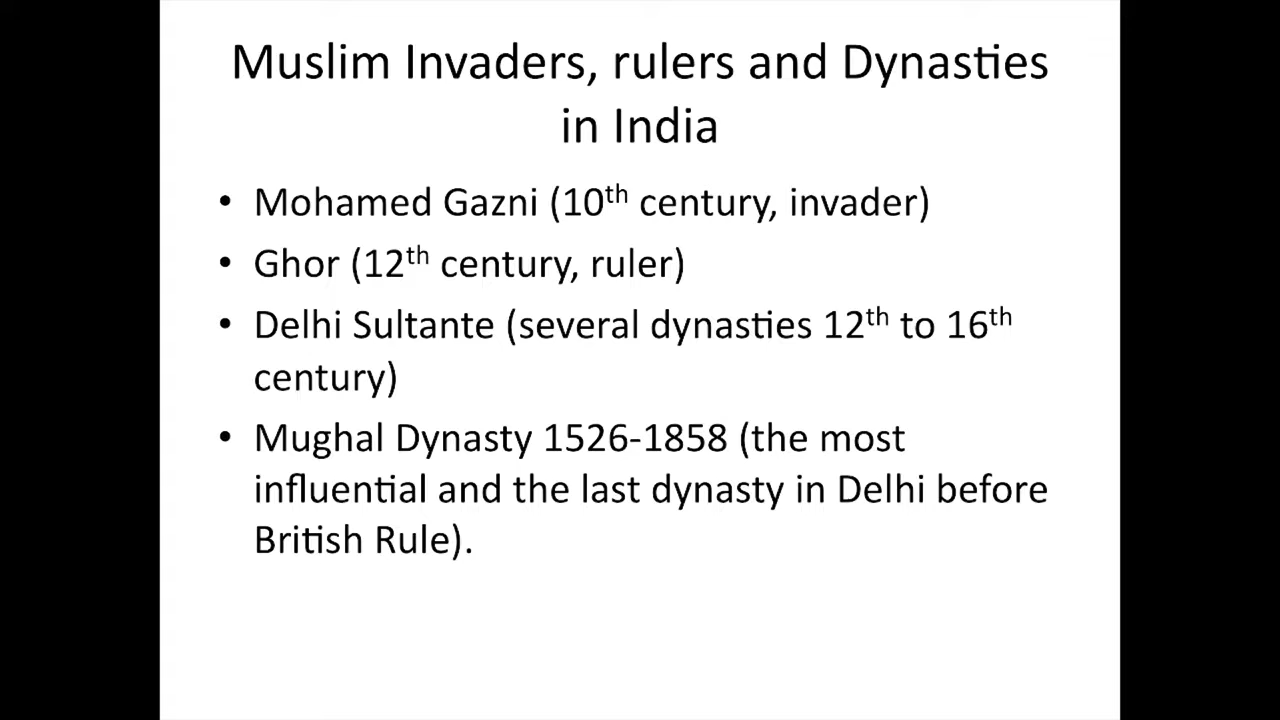 Muslim Invaders, rulers and Dynasties
in India
• Mohamed Gazni (10th century, invader)
• Ghor (12th century, ruler)
• Delhi Sultante (several dynasties 12th to 16th
century)
• Mughal Dynasty 1526-1858 (the most
influential and the last dynasty in Delhi before
British Rule).